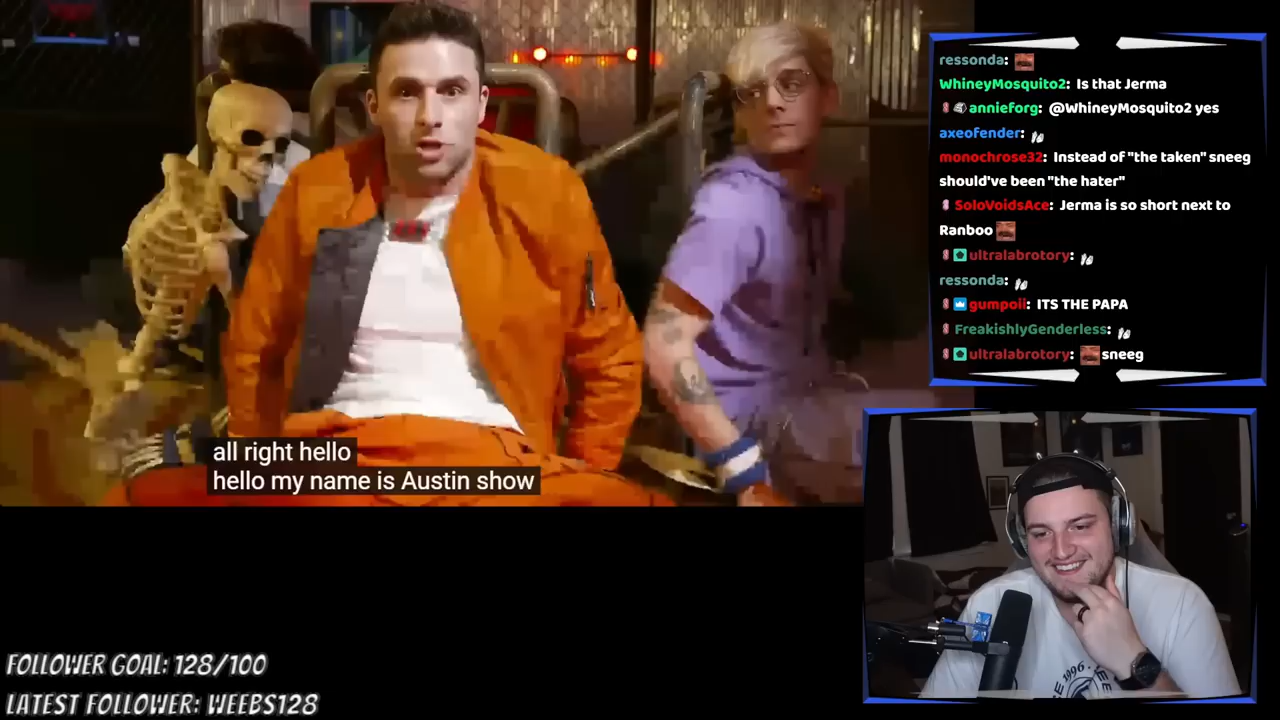 ressonda:
WhineyMosquito2: Is that Jerma
annieforg: @WhineyMosquito2 yes
axeofender:
monochrose32: Instead of "the taken" sneeg
should've been "the hater"
SoloVoidsAce: Jerma is so short next to
Ranboo
ultralabrotory:
ressonda:
gumpoii: ITS THE PAPA
FreakishlyGenderless:
ultralabrotory: sneeg
all right hello
hello my name is Austin show
1996
FOLLOWER GOAL: 128/100
LATEST FOLLOWER: WEEBS128